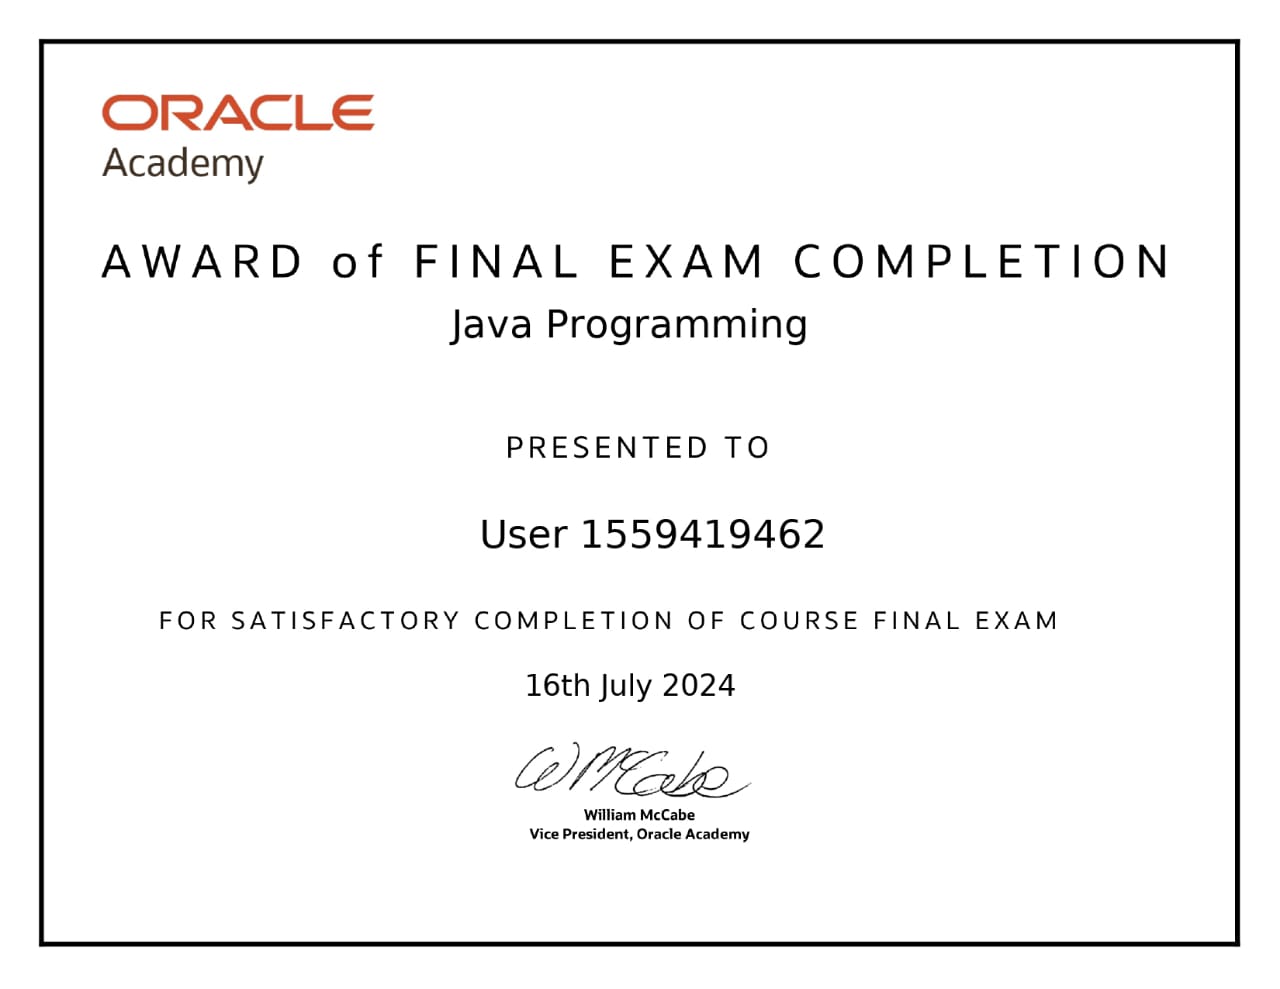 ORACLE
Academy
AWARD of FINAL EXAM COMPLETION
Java Programming
PRESENTED TO
User 1559419462
FOR SATISFACTORY COMPLETION OF COURSE FINAL EXAM
16th July 2024
W McCabe
William McCabe
Vice President, Oracle Academy